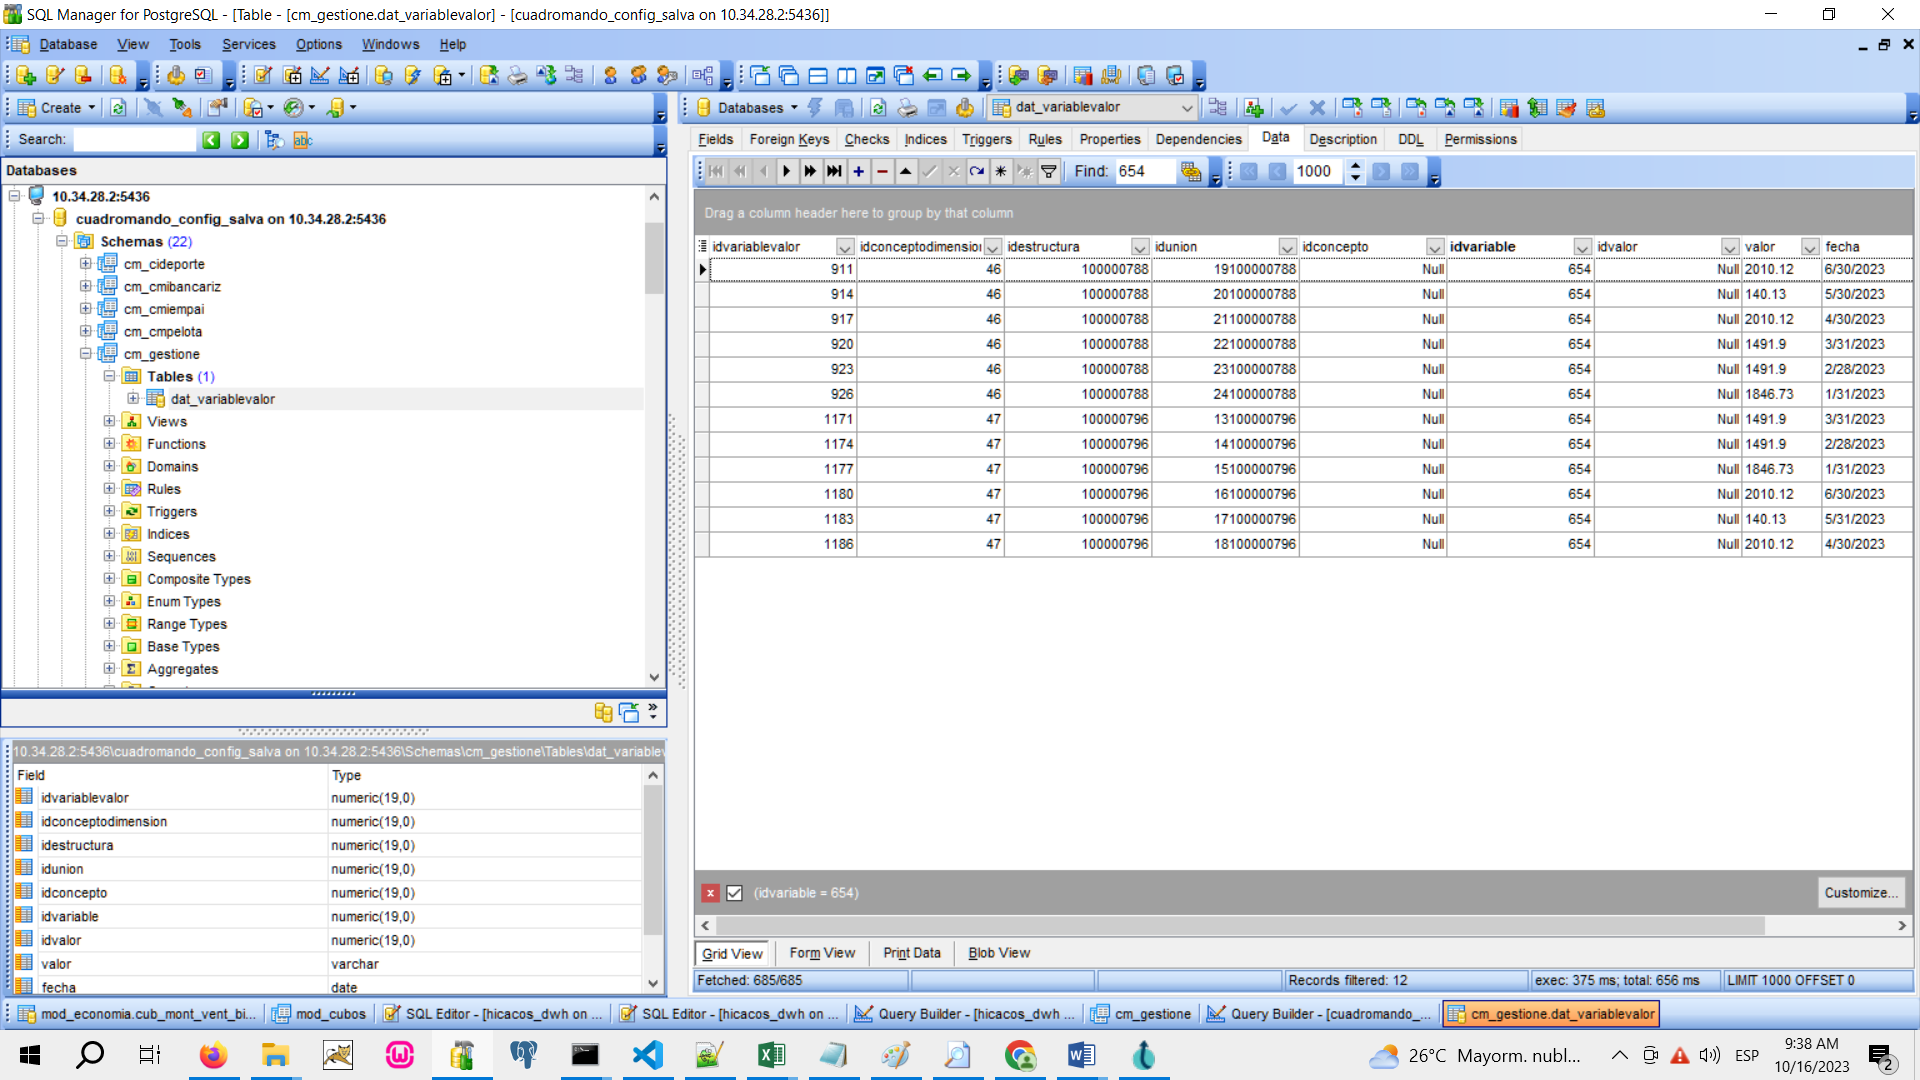 SQL Manager for PostgreSQL - [Table - [cm_gestione.dat_variablevalor] - [cuadromando_config_salva on 10.34.28.2:5436]]
Database View Tools Services Options Windows Help
Create
Databases dat_variablevalor
Search:
Fields Foreign Keys Checks Indices Triggers Rules Properties Dependencies Data Description DDL Permissions
Databases
Find: 654 1000
10.34.28.2:5436
cuadromando_config_salva on 10.34.28.2:5436
Schemas (22)
cm_cideporte
cm_cmibancariz
cm_cmiempai
cm_cmpelota
cm_gestione
Tables (1)
dat_variablevalor
Views
Functions
Domains
Rules
Triggers
Indices
Sequences
Composite Types
Enum Types
Range Types
Base Types
Aggregates
Drag a column header here to group by that column
idvariablevalor idconceptodimension idestructura idunion idconcepto idvariable idvalor valor fecha
911 46 100000788 19100000788 Null 654 Null 2010.12 6/30/2023
914 46 100000788 20100000788 Null 654 Null 140.13 5/30/2023
917 46 100000788 21100000788 Null 654 Null 2010.12 4/30/2023
920 46 100000788 22100000788 Null 654 Null 1491.9 3/31/2023
923 46 100000788 23100000788 Null 654 Null 1491.9 2/28/2023
926 46 100000788 24100000788 Null 654 Null 1846.73 1/31/2023
1171 47 100000796 13100000796 Null 654 Null 1491.9 3/31/2023
1174 47 100000796 14100000796 Null 654 Null 1491.9 2/28/2023
1177 47 100000796 15100000796 Null 654 Null 1846.73 1/31/2023
1180 47 100000796 16100000796 Null 654 Null 2010.12 6/30/2023
1183 47 100000796 17100000796 Null 654 Null 140.13 5/31/2023
1186 47 100000796 18100000796 Null 654 Null 2010.12 4/30/2023
10.34.28.2:5436\cuadromando_config_salva on 10.34.28.2:5436\Schemas\cm_gestione\Tables\dat_variablev
Field Type
idvariablevalor numeric(19,0)
idconceptodimension numeric(19,0)
idestructura numeric(19,0)
idunion numeric(19,0)
idconcepto numeric(19,0)
idvariable numeric(19,0)
idvalor numeric(19,0)
valor varchar
fecha date
(idvariable = 654) Customize...
Grid View Form View Print Data Blob View
Fetched: 685/685 Records filtered: 12 exec: 375 ms; total: 656 ms LIMIT 1000 OFFSET 0
mod_economia.cub_mont_vent_bi... mod_cubos SQL Editor - [hicacos_dwh on ... SQL Editor - [hicacos_dwh on ... Query Builder - [hicacos_dwh ... cm_gestione Query Builder - [cuadromando_... cm_gestione.dat_variablevalor
26°C Mayorm. nubl... ESP 9:38 AM
10/16/2023 2